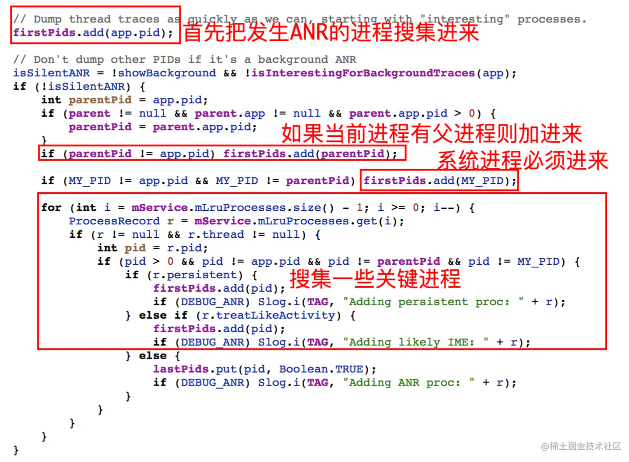 // Dump thread traces as quickly as we can, starting with "interesting" processes.
firstPids.add(app.pid); 首先把发生ANR的进程搜集进来
// Don't dump other PIDs if it's a background ANR
isSilentANR = !showBackground && !isInterestingForBackgroundTraces(app);
if (!isSilentANR) {
int parentPid = app.pid;
if (parent != null && parent.app != null && parent.app.pid > 0) {
parentPid = parent.app.pid;
} 如果当前进程有父进程则加进来
if (parentPid != app.pid) firstPids.add(parentPid);
系统进程必须进来
if (MY_PID != app.pid && MY_PID != parentPid) firstPids.add(MY_PID);
for (int i = mService.mLruProcesses.size() - 1; i >= 0; i--) {
ProcessRecord r = mService.mLruProcesses.get(i);
if (r != null && r.thread != null) {
int pid = r.pid;
if (pid > 0 && pid != app.pid && pid != parentPid && pid != MY_PID) {
if (r.persistent) { 搜集一些关键进程
firstPids.add(pid);
if (DEBUG_ANR) Slog.i(TAG, "Adding persistent proc: " + r);
} else if (r.treatLikeActivity) {
firstPids.add(pid);
if (DEBUG_ANR) Slog.i(TAG, "Adding likely IME: " + r);
} else {
lastPids.put(pid, Boolean.TRUE);
if (DEBUG_ANR) Slog.i(TAG, "Adding ANR proc: " + r);
}
}
}
}
}
@稀土掘金技术社区